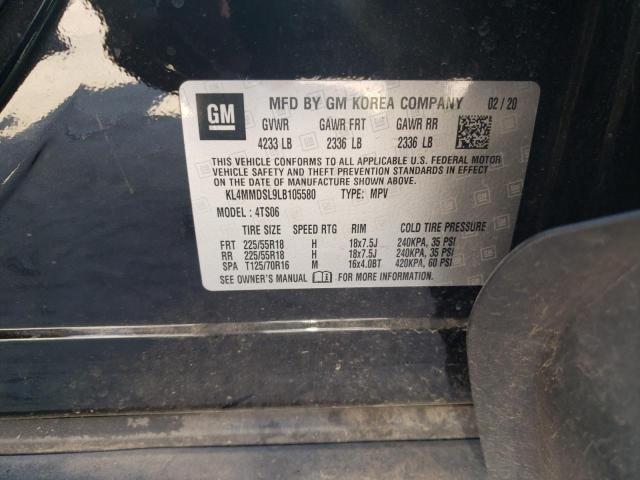 GM MFD BY GM KOREA COMPANY 02 / 20
GVWR GAWR FRT GAWR RR
4233 LB 2336 LB 2336 LB
THIS VEHICLE CONFORMS TO ALL APPLICABLE U.S. FEDERAL MOTOR
VEHICLE SAFETY AND THEFT PREVENTION STANDARDS IN EFFECT
ON THE DATE OF MANUFACTURE SHOWN ABOVE.
KL4MMDSL9LB105580 TYPE: MPV
MODEL : 4TS06
TIRE SIZE SPEED RTG RIM COLD TIRE PRESSURE
FRT 225/55R18 H 18x7.5J 240KPA, 35 PSI
RR 225/55R18 H 18x7.5J 240KPA, 35 PSI
SPA T125/70R16 M 16x4.0BT 420KPA, 60 PSI
SEE OWNER'S MANUAL FOR MORE INFORMATION.